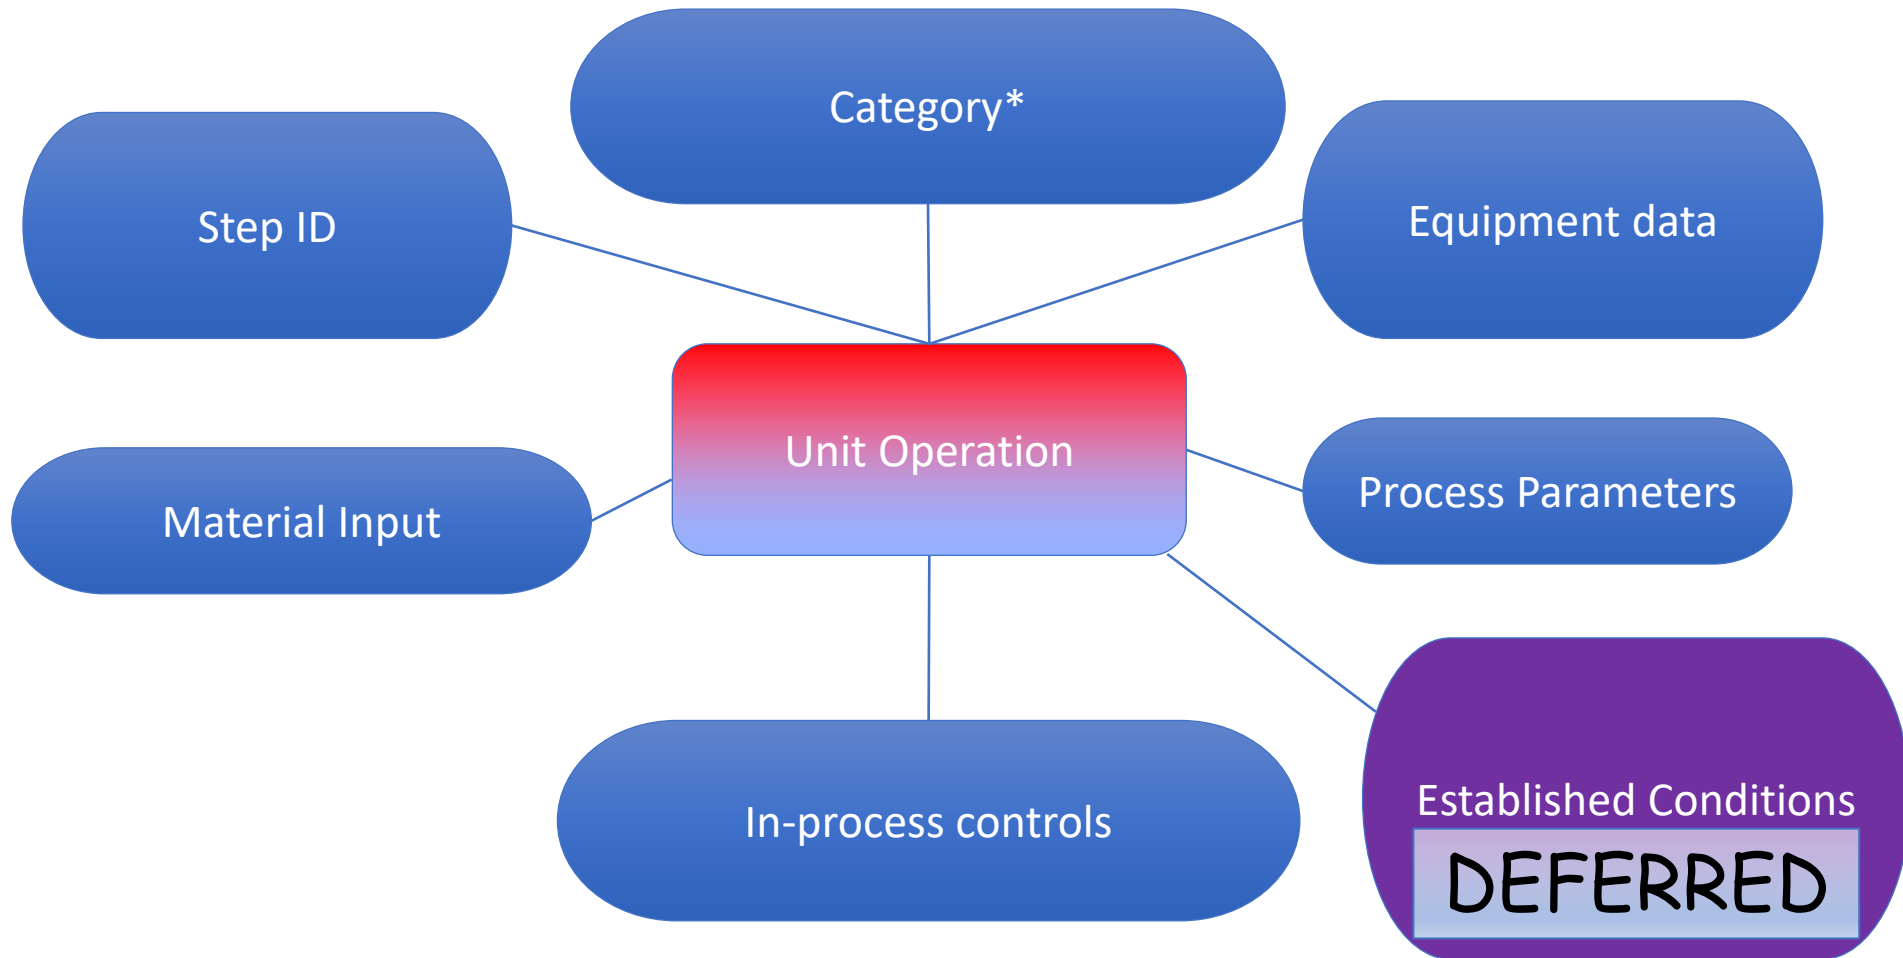 Category*
Step ID
Equipment data
Unit Operation
Material Input
Process Parameters
In-process controls
Established Conditions
DEFERRED